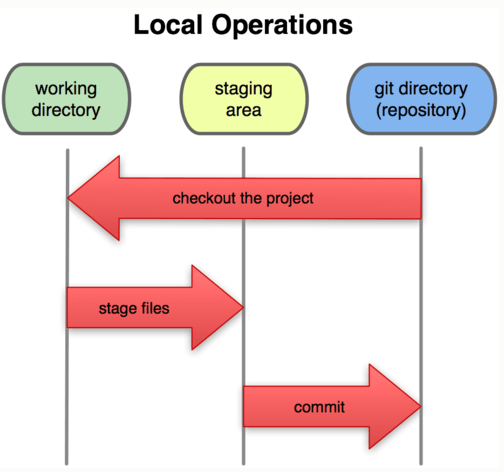 Local Operations
working
directory
staging
area
git directory
(repository)
checkout the project
stage files
commit